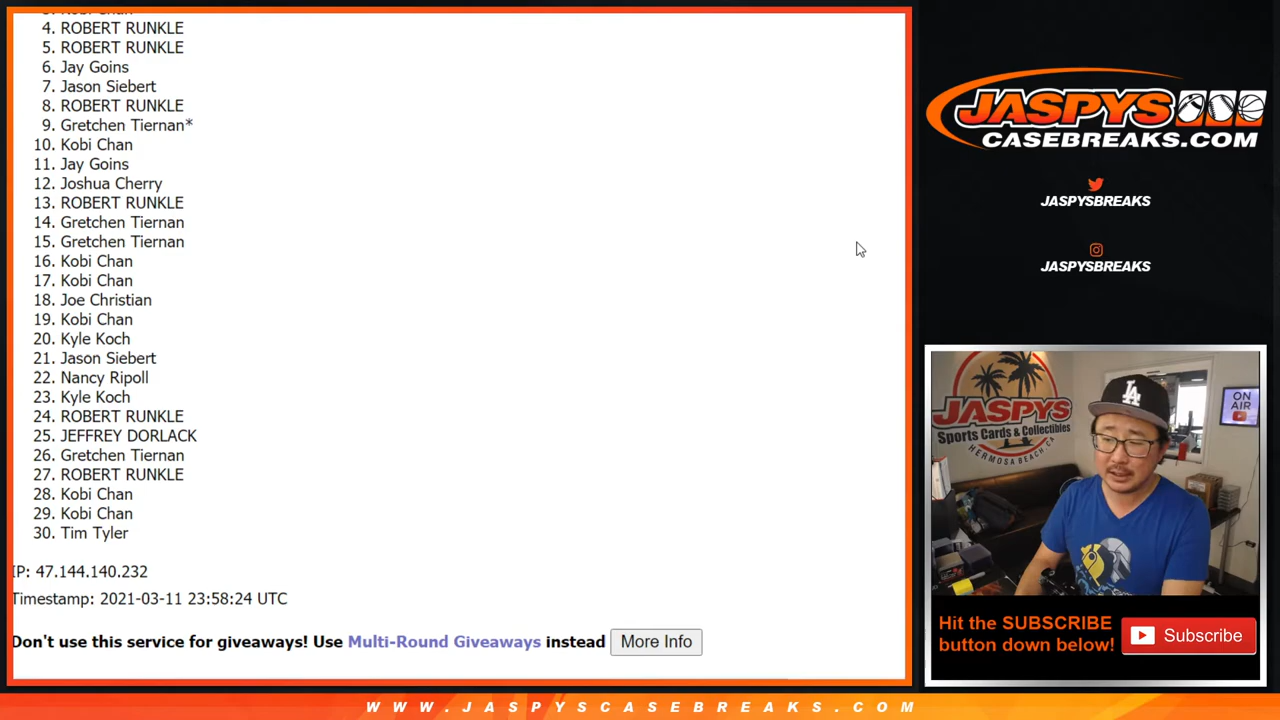 4. ROBERT RUNKLE
5. ROBERT RUNKLE
6. Jay Goins
7. Jason Siebert
8. ROBERT RUNKLE
9. Gretchen Tiernan*
10. Kobi Chan
11. Jay Goins
12. Joshua Cherry
13. ROBERT RUNKLE
14. Gretchen Tiernan
15. Gretchen Tiernan
16. Kobi Chan
17. Kobi Chan
18. Joe Christian
19. Kobi Chan
20. Kyle Koch
21. Jason Siebert
22. Nancy Ripoll
23. Kyle Koch
24. ROBERT RUNKLE
25. JEFFREY DORLACK
26. Gretchen Tiernan
27. ROBERT RUNKLE
28. Kobi Chan
29. Kobi Chan
30. Tim Tyler
IP: 47.144.140.232
Timestamp: 2021-03-11 23:58:24 UTC
Don't use this service for giveaways! Use Multi-Round Giveaways instead More Info
JASPYS
CASEBREAKS.COM
JASPYSBREAKS
JASPYSBREAKS
JASPYS
Sports Cards & Collectibles
HERMOSA BEACH, CA
LA
ON
AIR
Hit the SUBSCRIBE
button down below!
Subscribe
WWW.JASPYSCASEBREAKS.COM